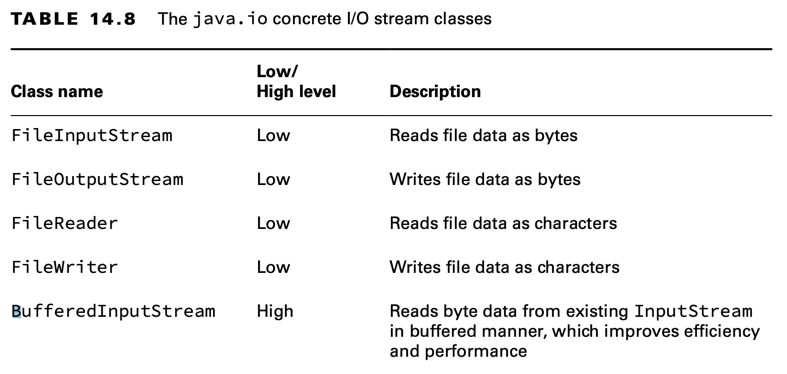 TABLE 14.8 The java.io concrete I/O stream classes
Low/
Class name High level Description
FileInputStream Low Reads file data as bytes
FileOutputStream Low Writes file data as bytes
FileReader Low Reads file data as characters
FileWriter Low Writes file data as characters
BufferedInputStream High Reads byte data from existing InputStream
in buffered manner, which improves efficiency
and performance